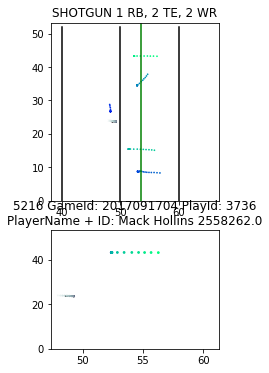 SHOTGUN 1 RB, 2 TE, 2 WR
50
40
30
20
10
0
40 50 60
5216 GameId: 2017091704 PlayId: 3736
PlayerName + ID: Mack Hollins 2558262.0
40
20
0
50 55 60